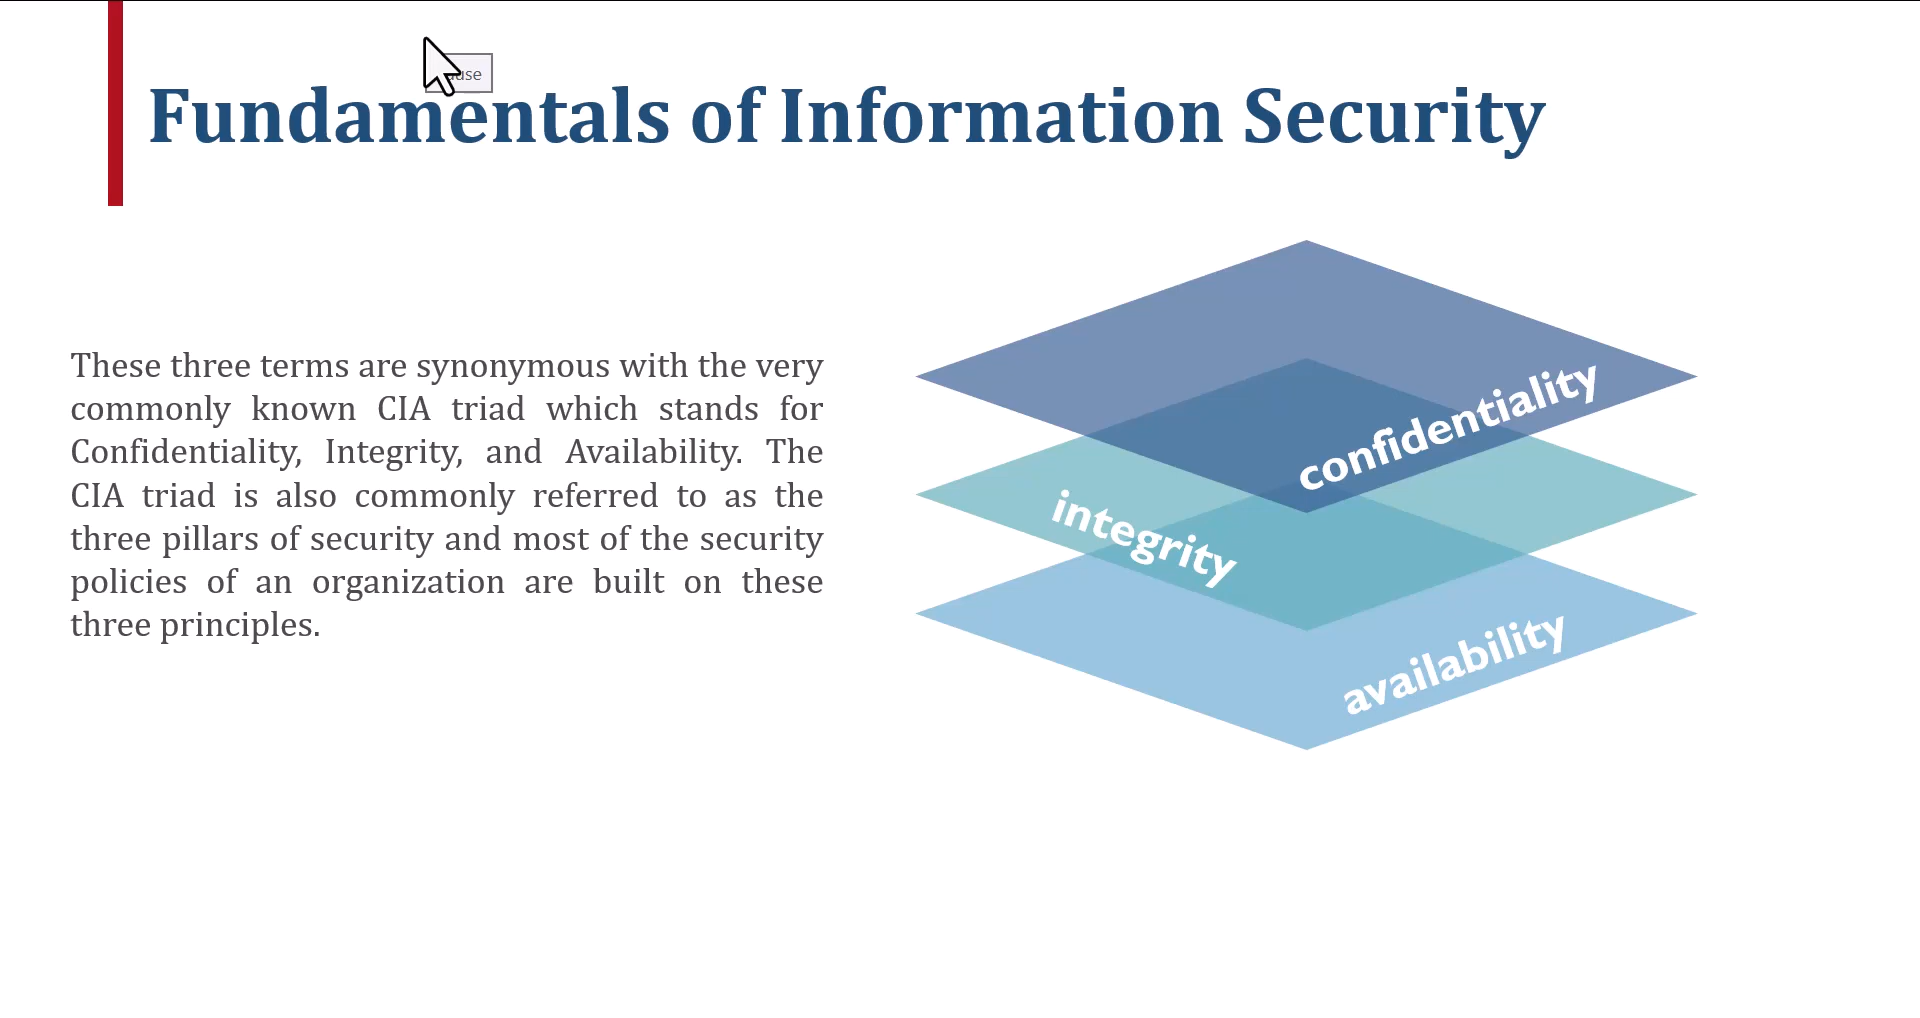 Fundamentals of Information Security
These three terms are synonymous with the very
commonly known CIA triad which stands for
Confidentiality, Integrity, and Availability. The
CIA triad is also commonly referred to as the
three pillars of security and most of the security
policies of an organization are built on these
three principles.
confidentiality
integrity
availability